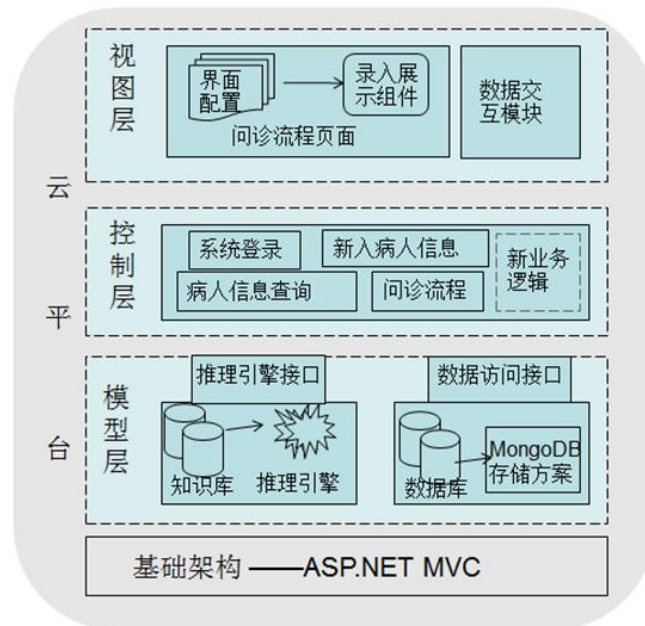 视图层
界面
配置
录入展
示组件
问诊流程页面
数据交
互模块
云
平
台
控制层
系统登录
新入病人信息
病人信息查询
问诊流程
新业务
逻辑
模型层
推理引擎接口
知识库
推理引擎
数据访问接口
数据库
MongoDB
存储方案
基础架构 ——ASP.NET MVC